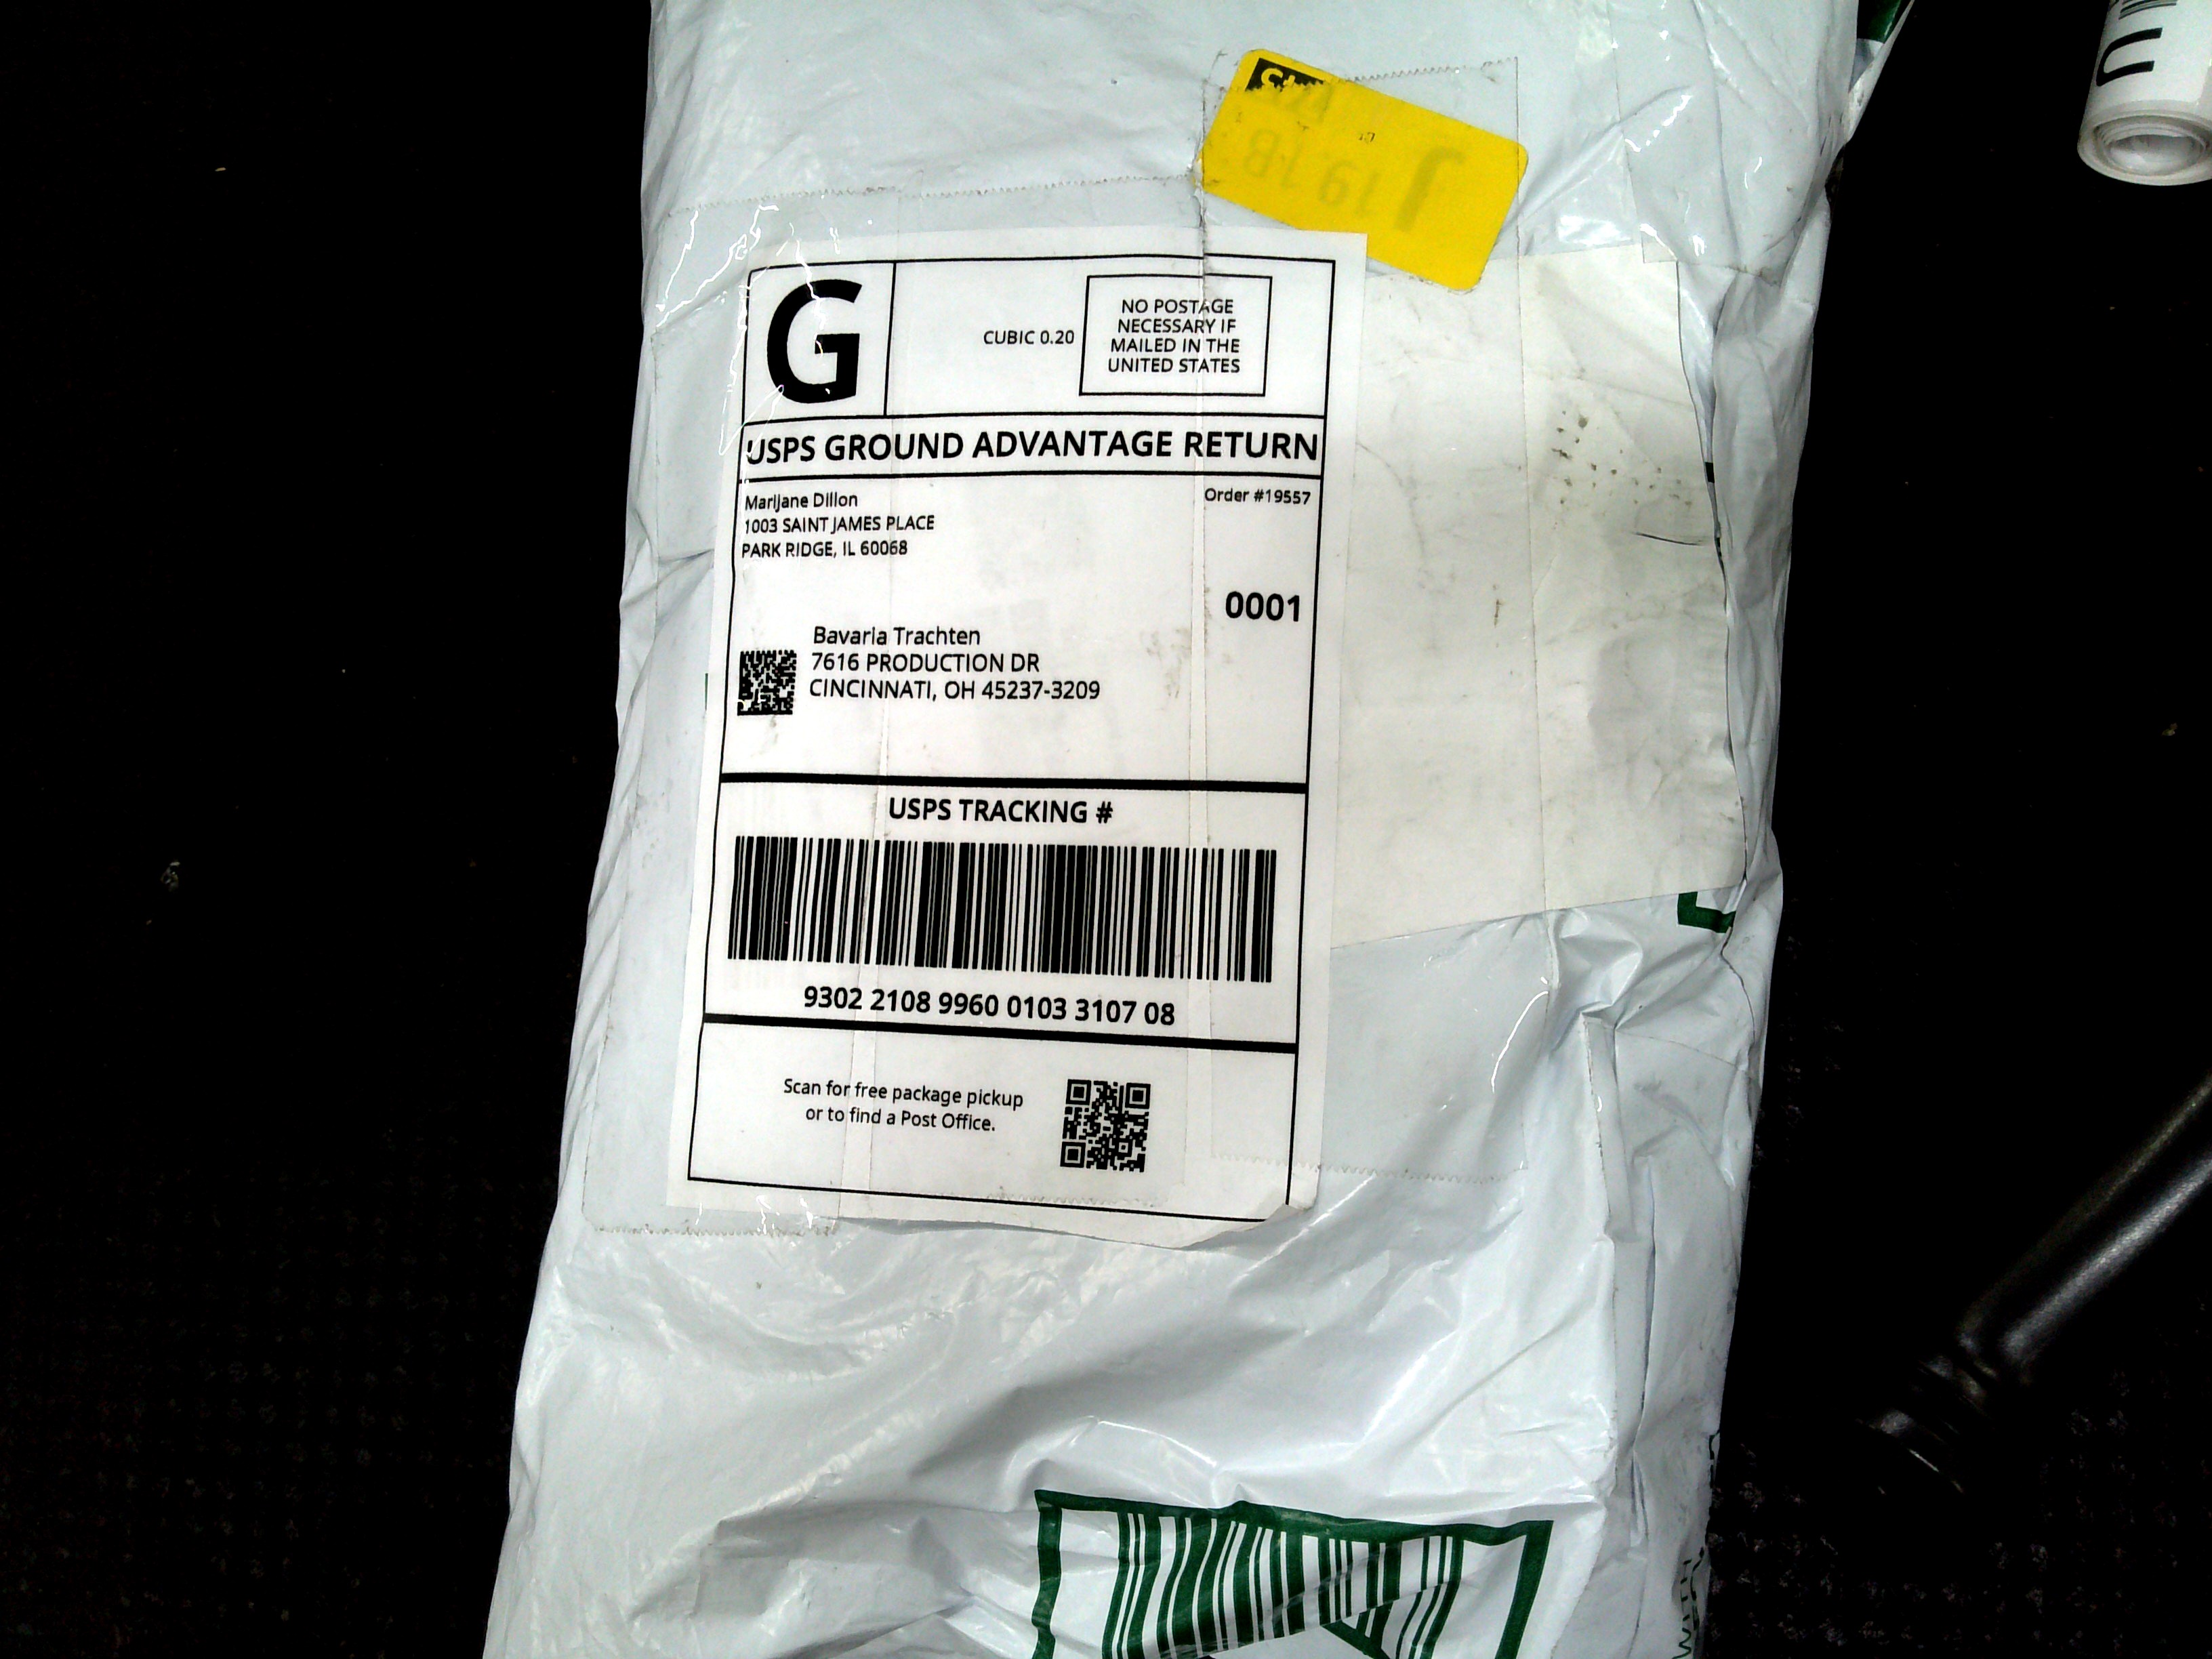 G
CUBIC 0.20
NO POSTAGE
NECESSARY IF
MAILED IN THE
UNITED STATES
USPS GROUND ADVANTAGE RETURN
Marijane Dillon
1003 SAINT JAMES PLACE
PARK RIDGE, IL 60068
Order #19557
0001
Bavaria Trachten
7616 PRODUCTION DR
CINCINNATI, OH 45237-3209
USPS TRACKING #
9302 2108 9960 0103 3107 08
Scan for free package pickup
or to find a Post Office.